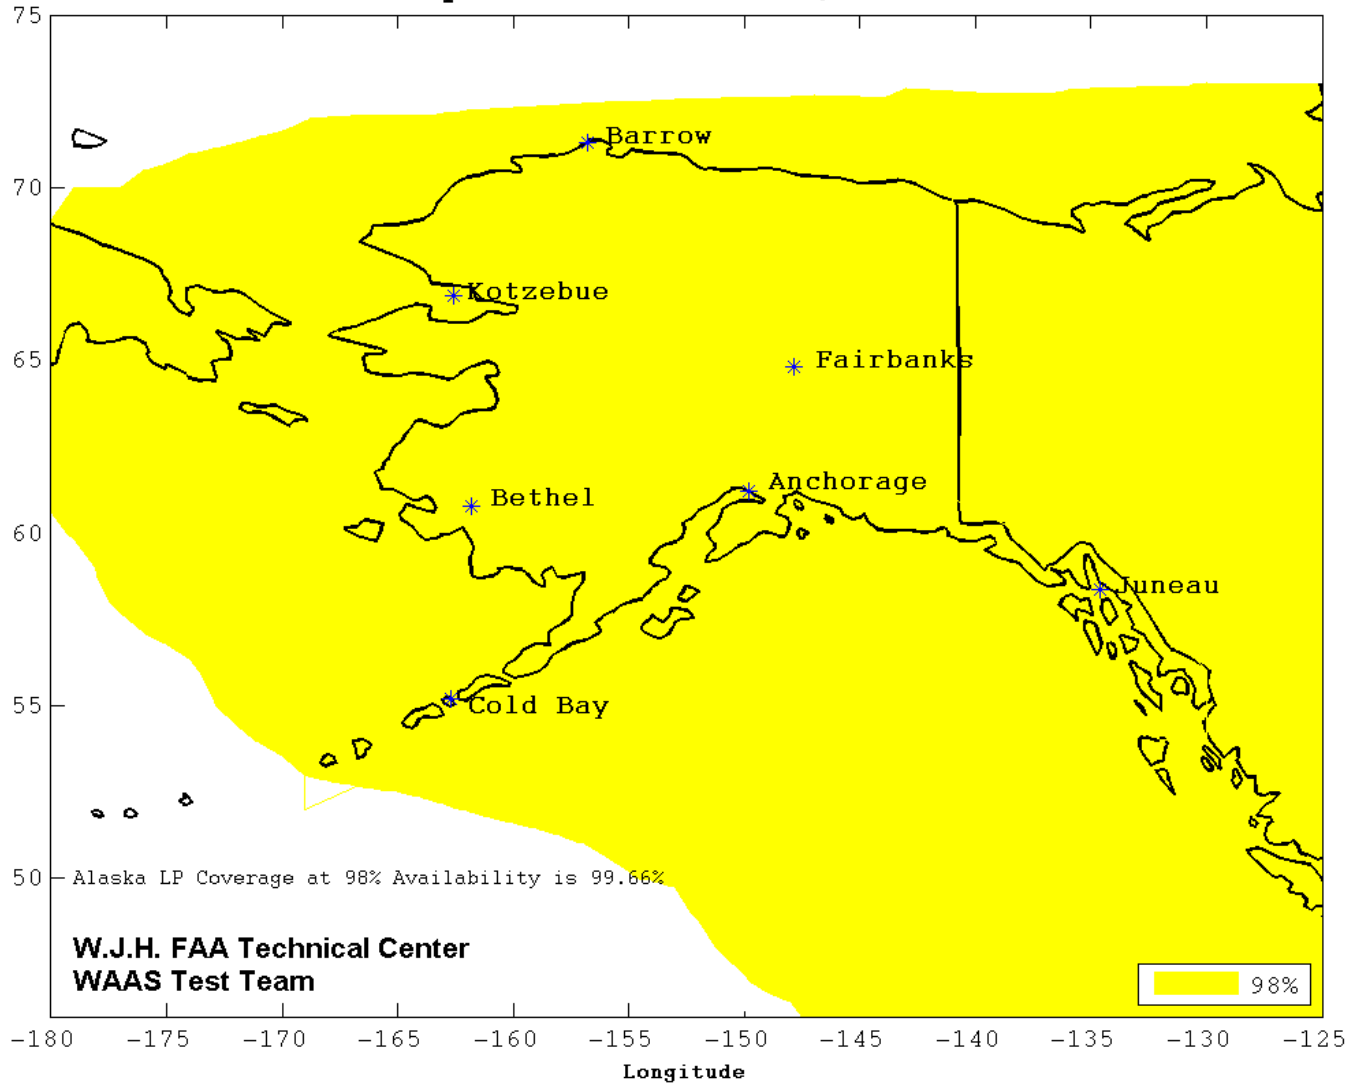 75
Barrow
70
Kotzebue
65
Fairbanks
Anchorage
Bethel
60
Juneau
55
Cold Bay
50
Alaska LP Coverage at 98% Availability is 99.66%
W.J.H. FAA Technical Center
WAAS Test Team
98%
-180 -175 -170 -165 -160 -155 -150 -145 -140 -135 -130 -125
Longitude